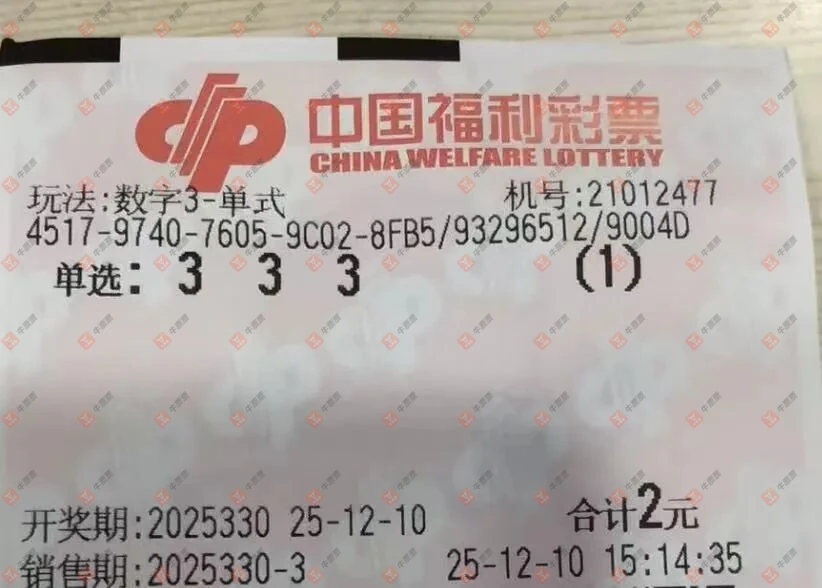 中国福利彩票
CHINA WELFARE LOTTERY
玩法:数字3-单式 机号:21012477
4517-9740-7605-9C02-8FB5/93296512/9004D
单选: 3 3 3 (1)
开奖期:2025330 25-12-10 合计2元
销售期:2025330-3 25-12-10 15:14:35